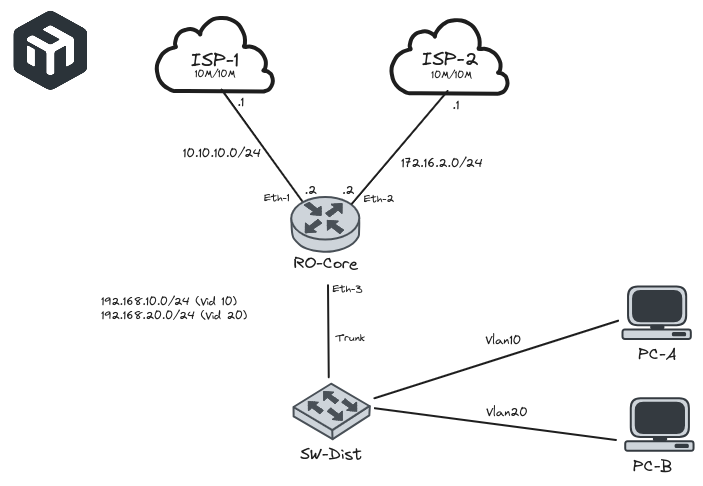 ISP-1
10M/10M
ISP-2
10M/10M
.1
.1
10.10.10.0/24
172.16.2.0/24
Eth-1
.2
.2
Eth-2
RO-Core
Eth-3
192.168.10.0/24 (Vid 10)
192.168.20.0/24 (Vid 20)
Trunk
Vlan10
PC-A
Vlan20
SW-Dist
PC-B